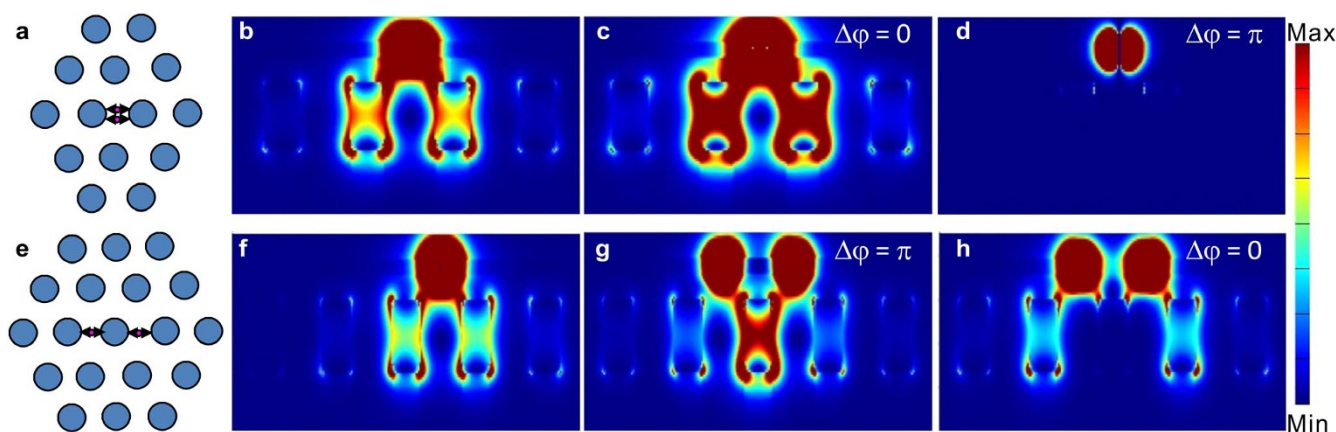 a
b
c
Δφ = 0
d
Δφ = π
Max
e
f
g
Δφ = π
h
Δφ = 0
Min